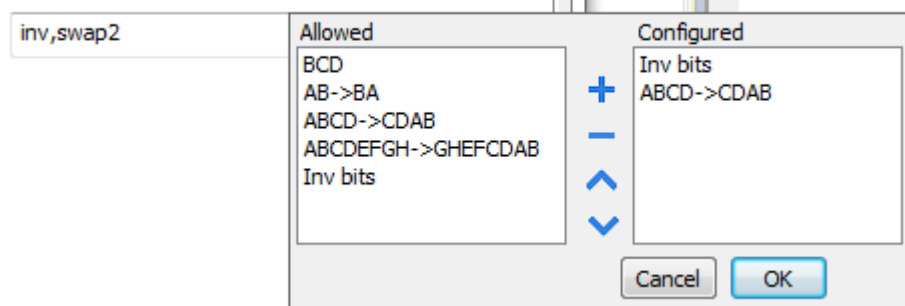 inv,swap2
Allowed
BCD
AB->BA
ABCD->CDAB
ABCDEFGH->GHEFCDAB
Inv bits
Configured
Inv bits
ABCD->CDAB
Cancel
OK